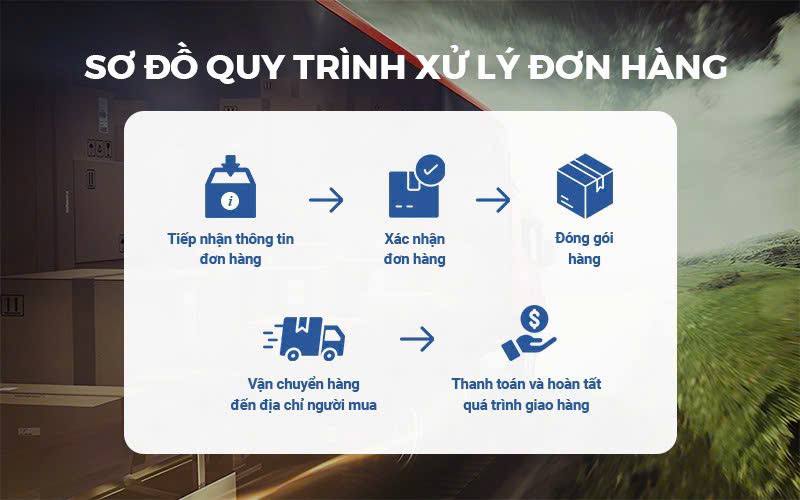 SƠ ĐỒ QUY TRÌNH XỬ LÝ ĐƠN HÀNG
Tiếp nhận thông tin
đơn hàng
Xác nhận
đơn hàng
Đóng gói
hàng
Vận chuyển hàng
đến địa chỉ người mua
Thanh toán và hoàn tất
quá trình giao hàng